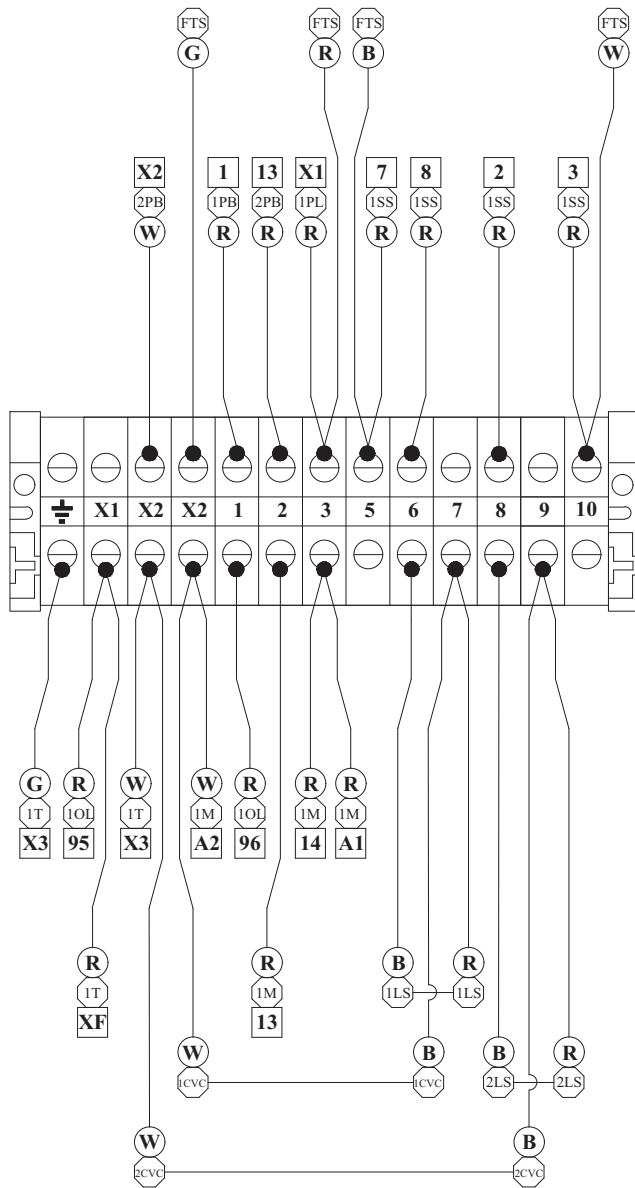 FTS FTS FTS FTS
G R B W
X2 1 13 X1 7 8 2 3
2PB 1PB 2PB 1PL 1SS 1SS 1SS 1SS
W R R R R R R R
X1 X2 X2 1 2 3 5 6 7 8 9 10
G R W W R R R
1T 1OL 1T 1M 1OL 1M 1M
X3 95 X3 A2 96 14 A1
R R B R
1T 1M 1LS 1LS
XF 13
W B B R
1CVC 1CVC 2LS 2LS
W B
2CVC 2CVC